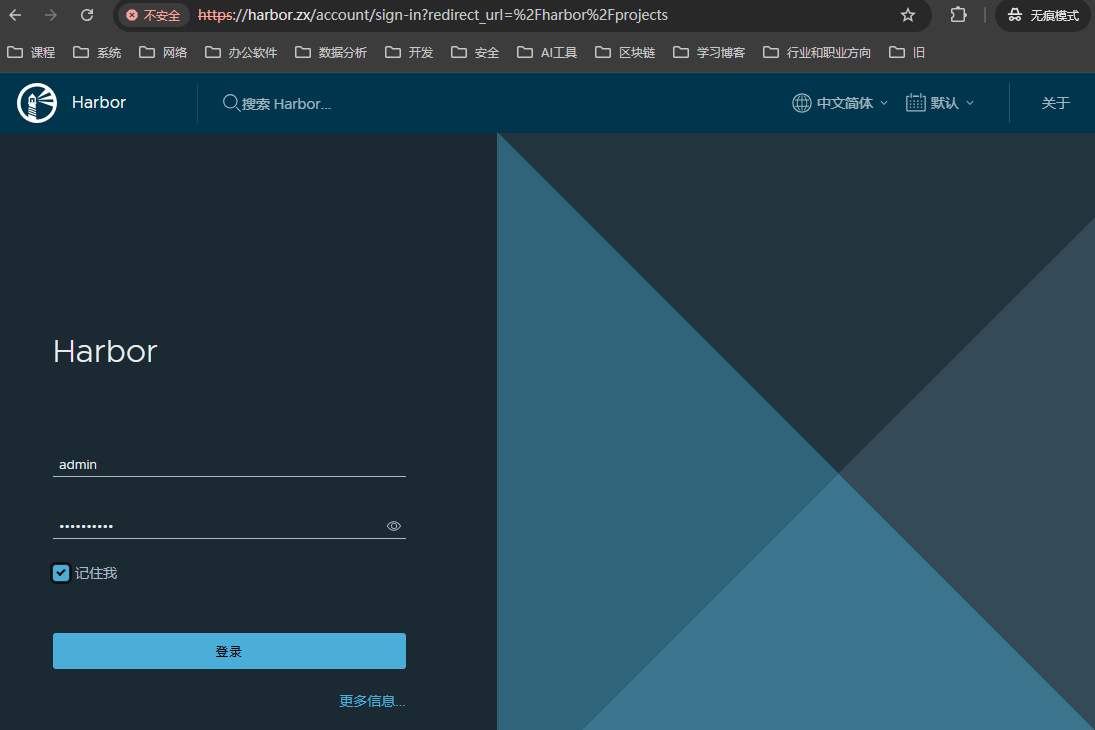 不安全 https://harbor.zx/account/sign-in?redirect_url=%2Fharbor%2Fprojects 无痕模式
课程 系统 网络 办公软件 数据分析 开发 安全 AI工具 区块链 学习博客 行业和职业方向 旧
Harbor 搜索 Harbor... 中文简体 默认 关于
Harbor
admin
••••••••••
记住我
登录
更多信息...